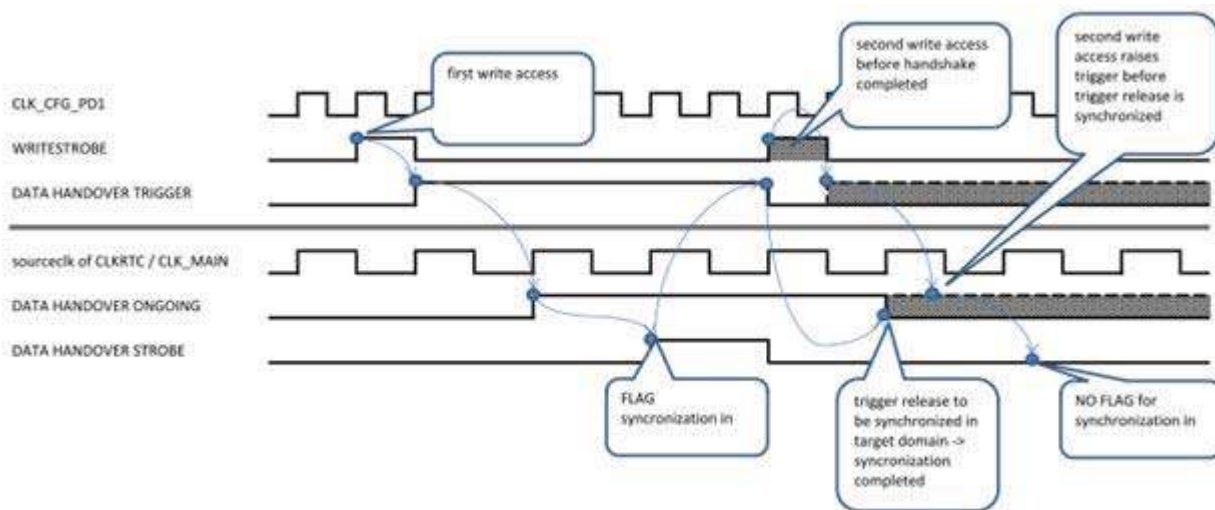 first write access
second write access
before handshake
completed
second write
access raises
trigger before
trigger release is
synchronized
CLK_CFG_PD1
WRITESTROBE
DATA HANDOVER TRIGGER
sourceclk of CLKRTC / CLK_MAIN
DATA HANDOVER ONGOING
DATA HANDOVER STROBE
FLAG
syncronization in
trigger release to
be synchronized in
target domain ->
syncronization
completed
NO FLAG for
synchronization in